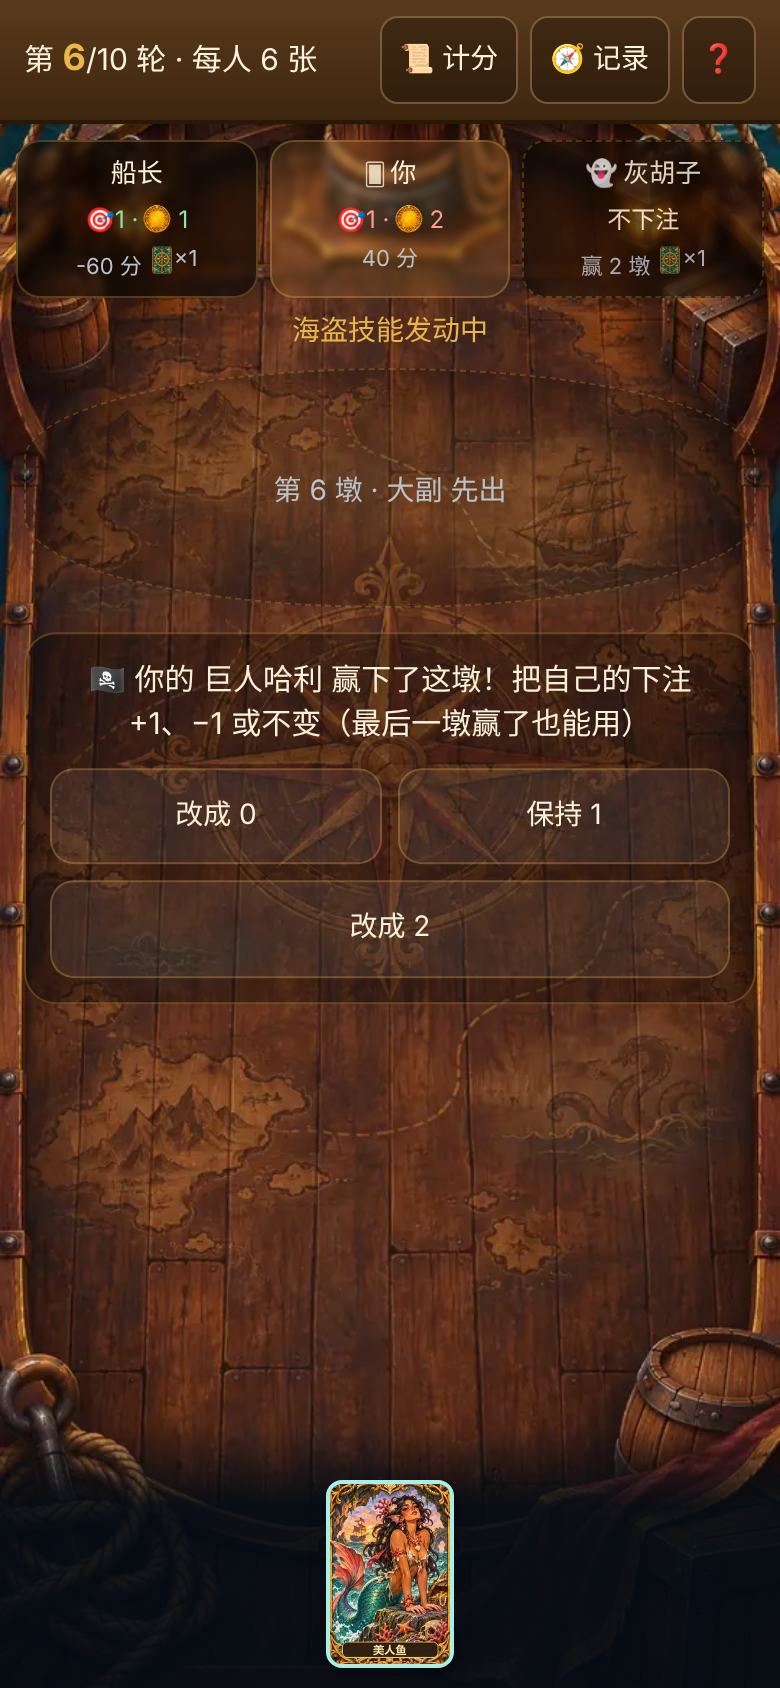 第 6/10 轮 · 每人 6 张
📜 计分
🧭 记录
❓
船长
🎯1 · 🪙 1
-60 分 ×1
你
🎯1 · 🪙 2
40 分
👻 灰胡子
不下注
赢 2 墩 ×1
海盗技能发动中
第 6 墩 · 大副 先出
🏴‍☠️ 你的 巨人哈利 赢下了这墩！把自己的下注
+1、−1 或不变（最后一墩赢了也能用）
改成 0
保持 1
改成 2
美人鱼